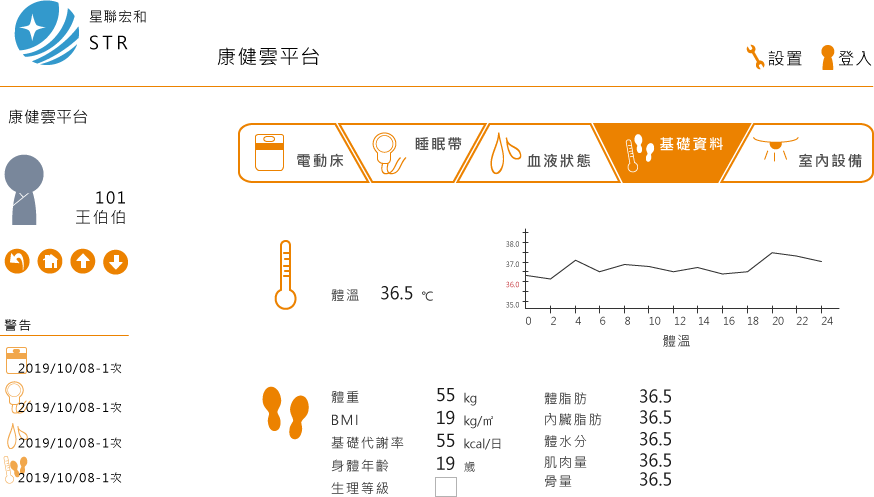 星聯宏和
STR
康健雲平台
設置
登入
康健雲平台
電動床
睡眠帶
血液狀態
基礎資料
室內設備
101
王伯伯
體溫 36.5 ℃
38.0
37.0
36.0
35.0
0 2 4 6 8 10 12 14 16 18 20 22 24
體溫
警告
2019/10/08-1次
2019/10/08-1次
2019/10/08-1次
2019/10/08-1次
體重 55 kg
BMI 19 kg/㎡
基礎代謝率 55 kcal/日
身體年齡 19 歲
生理等級
體脂肪 36.5
內臟脂肪 36.5
體水分 36.5
肌肉量 36.5
骨量 36.5